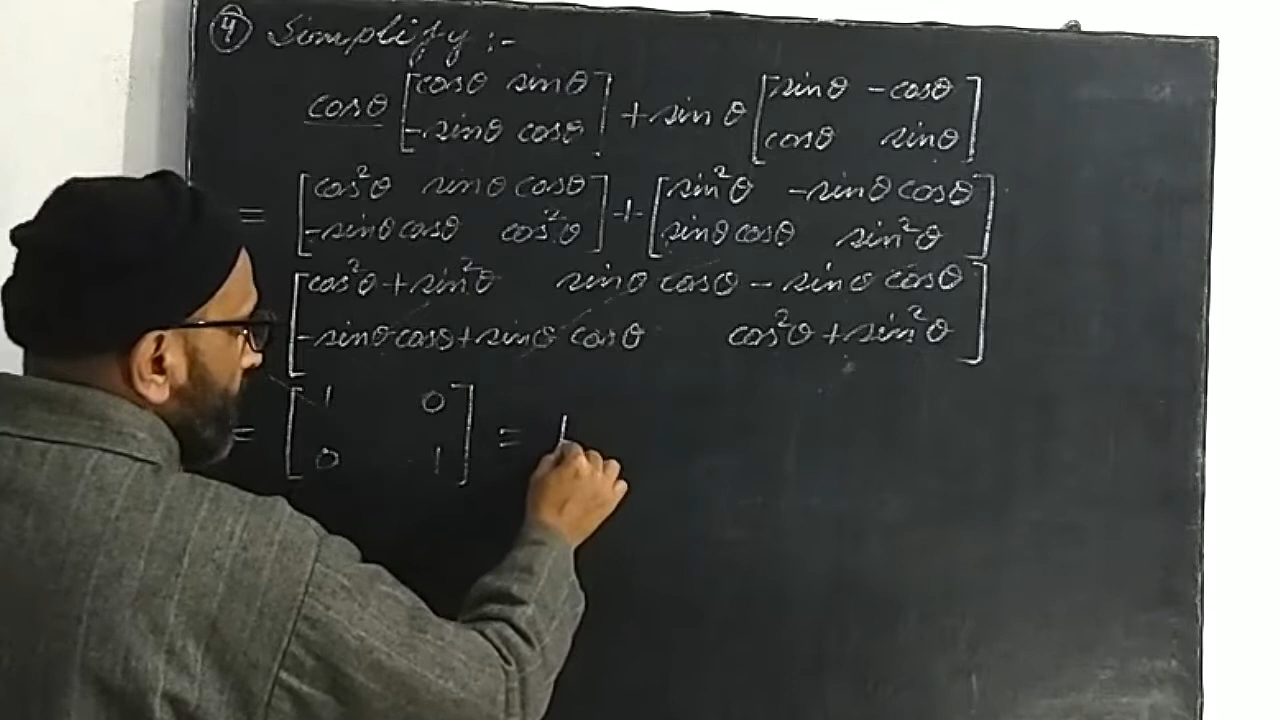 ④ Simplify :-
cosθ [cosθ sinθ -sinθ cosθ] + sinθ [sinθ -cosθ cosθ sinθ]
= [cos²θ sinθ cosθ -sinθ cosθ cos²θ] + [sin²θ -sinθ cosθ sinθ cosθ sin²θ]
[cos²θ + sin²θ sinθ cosθ - sinθ cosθ -sinθ cosθ + sinθ cosθ cos²θ + sin²θ]
= [1 0 0 1] =